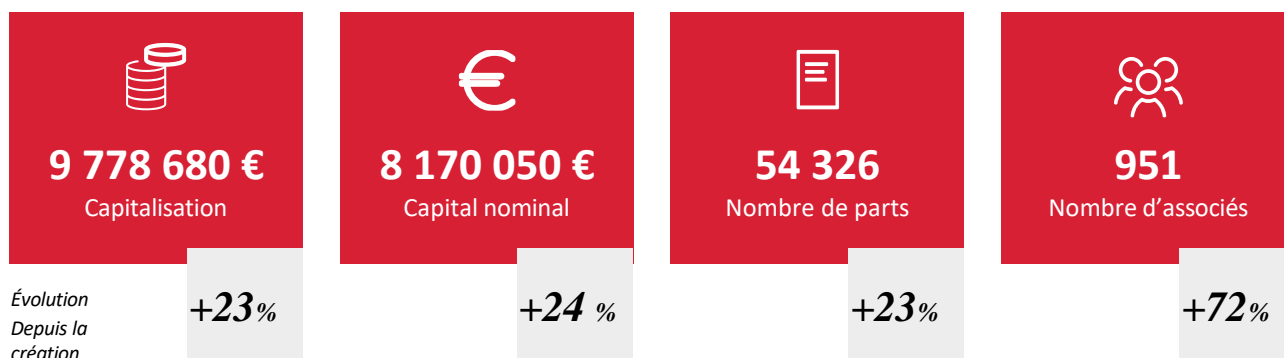 9 778 680 €
Capitalisation
8 170 050 €
Capital nominal
54 326
Nombre de parts
951
Nombre d’associés
Évolution
Depuis la
création
+23%
+24 %
+23%
+72%